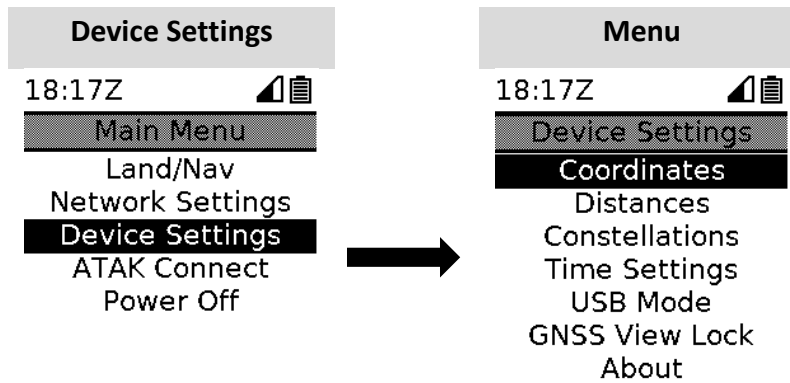 Device Settings
18:17Z
Main Menu
Land/Nav
Network Settings
Device Settings
ATAK Connect
Power Off
Menu
18:17Z
Device Settings
Coordinates
Distances
Constellations
Time Settings
USB Mode
GNSS View Lock
About